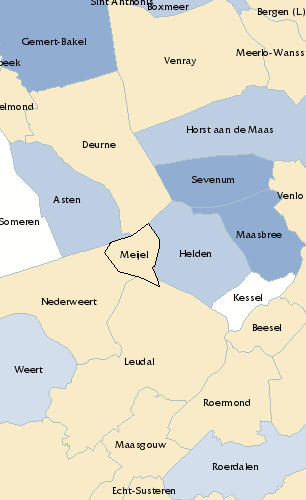 Sint Anthonis
Boxmeer
Bergen (L.)
Gemert-Bakel
Meerlo-Wanss
Venray
eek
elmond
Horst aan de Maas
Deurne
Sevenum
Venlo
Asten
Someren
Maasbree
Meijel
Helden
Kessel
Nederweert
Beesel
Leudal
Weert
Roermond
Maasgouw
Roerdalen
Echt-Susteren